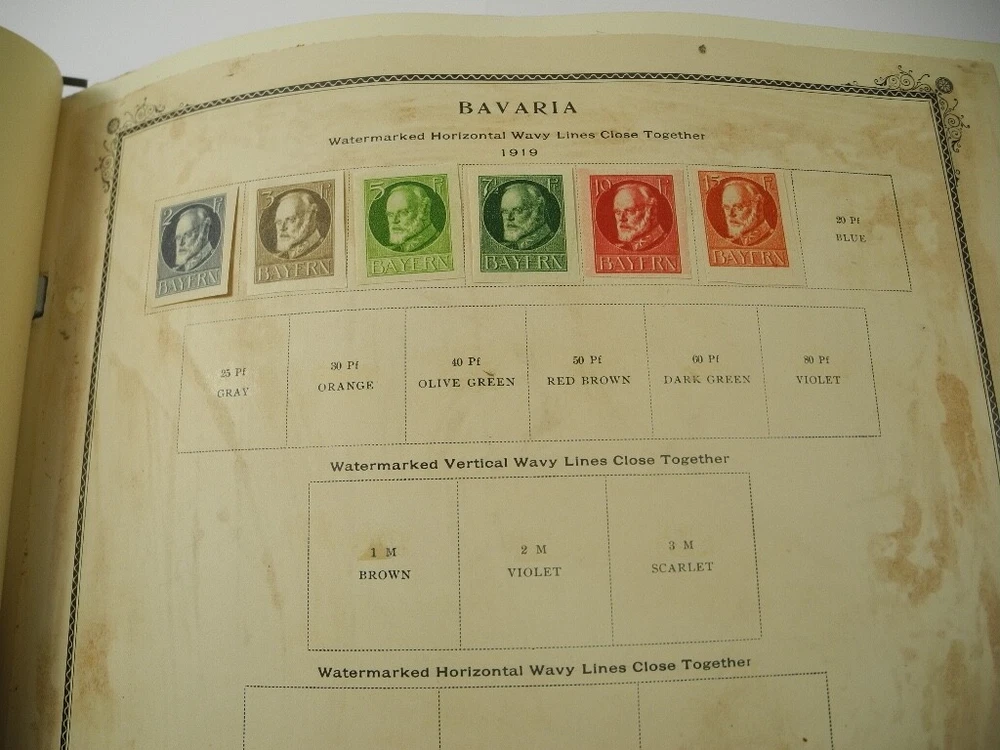 BAVARIA
Watermarked Horizontal Wavy Lines Close Together
1919
2 Pf
BAYERN
3 Pf
BAYERN
5 Pf
BAYERN
7½ Pf
BAYERN
10 Pf
BAYERN
15 Pf
BAYERN
20 Pf
BLUE
25 Pf
GRAY
30 Pf
ORANGE
40 Pf
OLIVE GREEN
50 Pf
RED BROWN
60 Pf
DARK GREEN
80 Pf
VIOLET
Watermarked Vertical Wavy Lines Close Together
1 M
BROWN
2 M
VIOLET
3 M
SCARLET
Watermarked Horizontal Wavy Lines Close Together